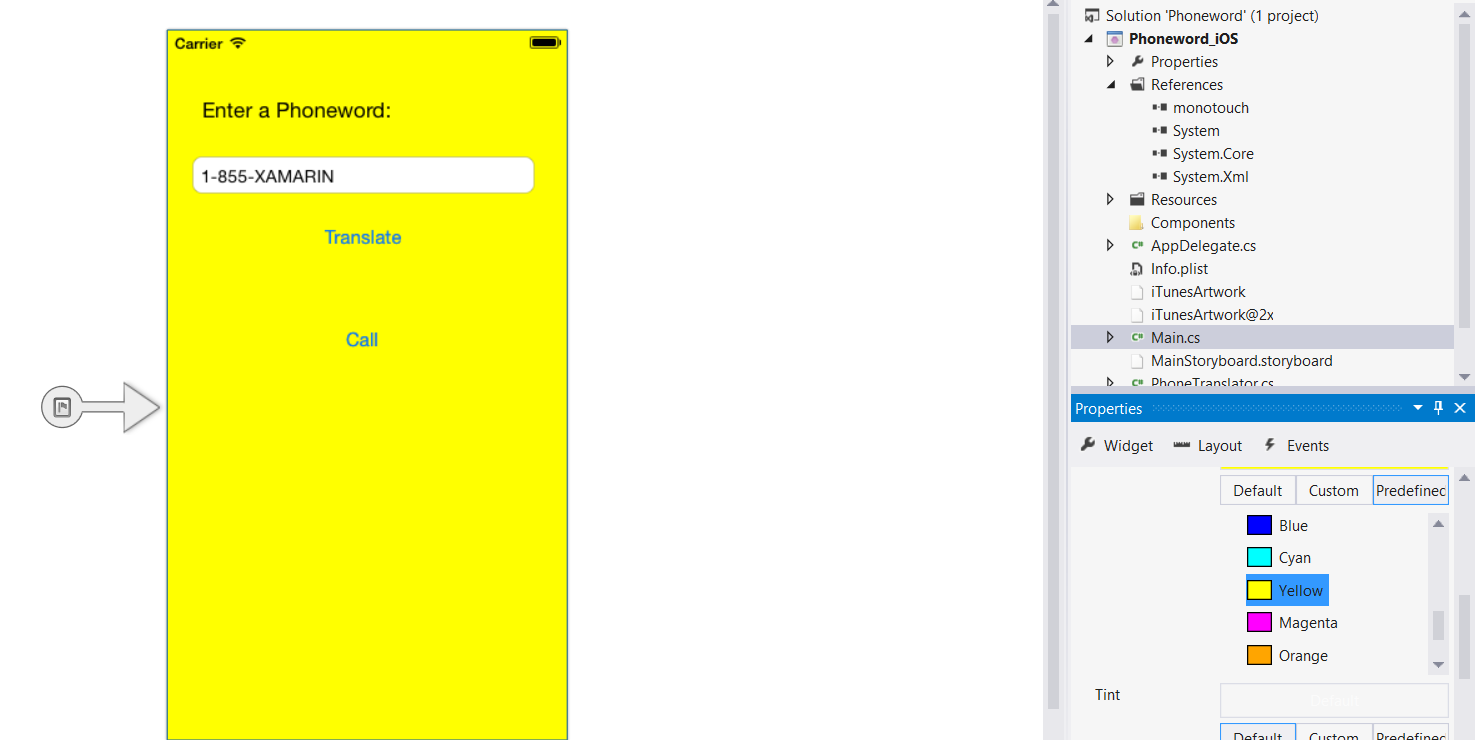 Carrier
Enter a Phoneword:
1-855-XAMARIN
Translate
Call
Solution 'Phoneword' (1 project)
Phoneword_iOS
Properties
References
monotouch
System
System.Core
System.Xml
Resources
Components
AppDelegate.cs
Info.plist
iTunesArtwork
iTunesArtwork@2x
Main.cs
MainStoryboard.storyboard
PhoneTranslator.cs
Properties
Widget Layout Events
Default Custom Predefinec
Blue
Cyan
Yellow
Magenta
Orange
Tint Default
Default Custom Predefinec